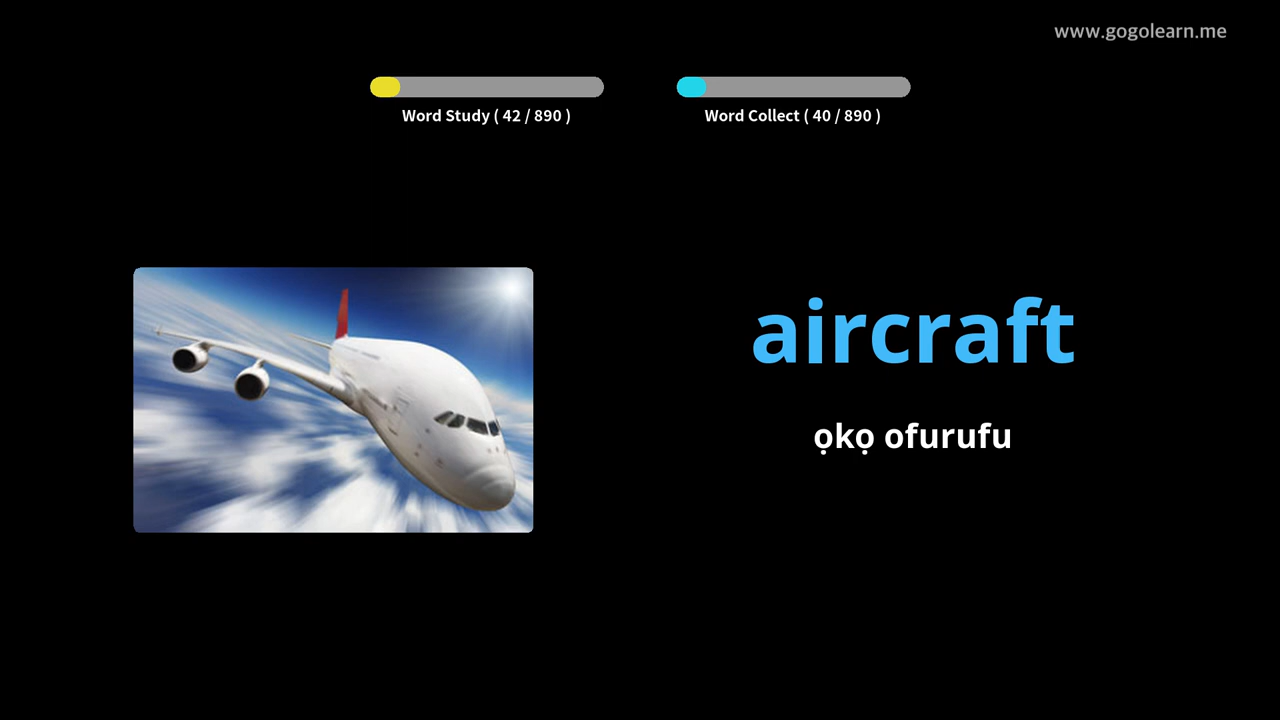 www.gogolearn.me
Word Study ( 42 / 890 )
Word Collect ( 40 / 890 )
aircraft
ọkọ ofurufu